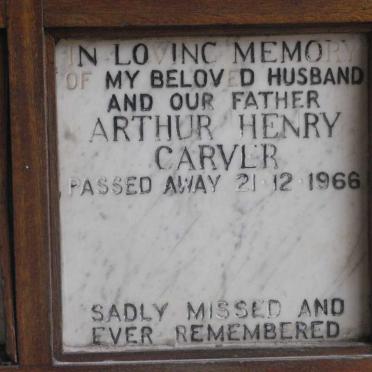 IN LOVING MEMORY
OF MY BELOVED HUSBAND
AND OUR FATHER
ARTHUR HENRY
CARVER
PASSED AWAY 21·12·1966
SADLY MISSED AND
EVER REMEMBERED